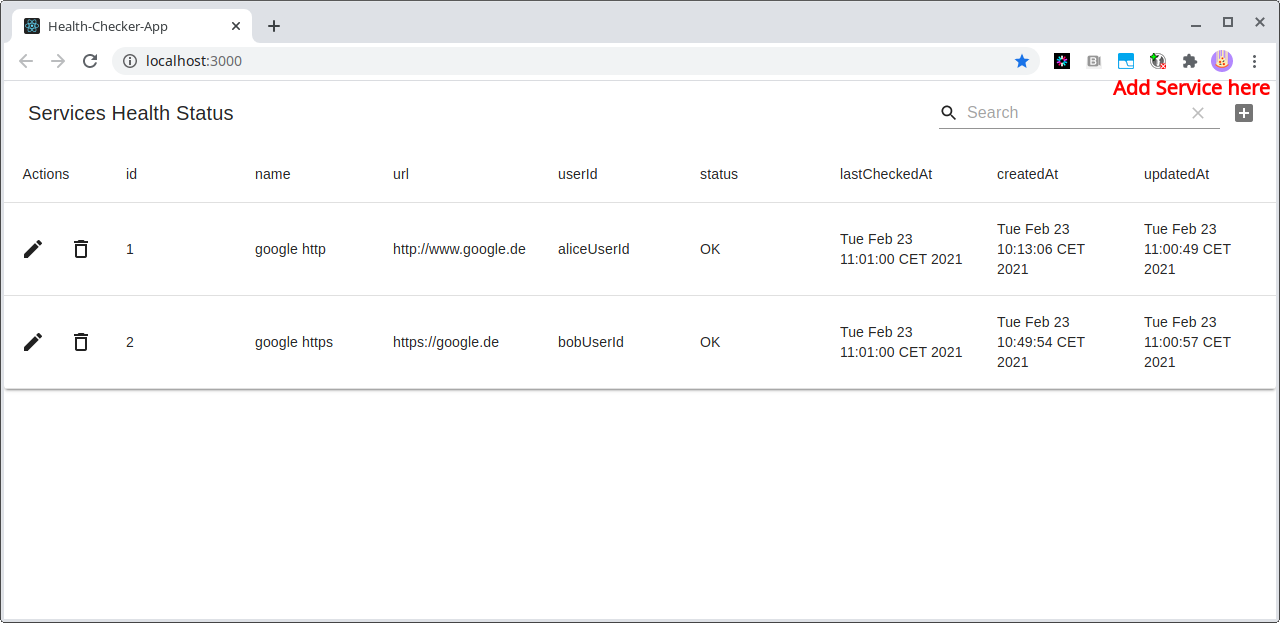 Health-Checker-App
localhost:3000
Add Service here
Services Health Status
Search
Actions id name url userId status lastCheckedAt createdAt updatedAt
1 google http http://www.google.de aliceUserId OK
Tue Feb 23
11:01:00 CET 2021
Tue Feb 23
10:13:06 CET
2021
Tue Feb 23
11:00:49 CET
2021
2 google https https://google.de bobUserId OK
Tue Feb 23
11:01:00 CET 2021
Tue Feb 23
10:49:54 CET
2021
Tue Feb 23
11:00:57 CET
2021